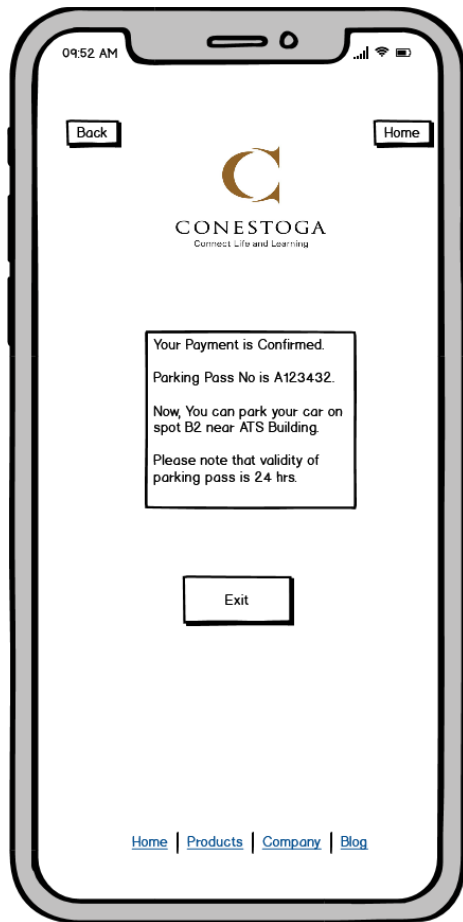 09:52 AM
Back
Home
CONESTOGA
Connect Life and Learning
Your Payment is Confirmed.
Parking Pass No is A123432.
Now, You can park your car on
spot B2 near ATS Building.
Please note that validity of
parking pass is 24 hrs.
Exit
Home | Products | Company | Blog